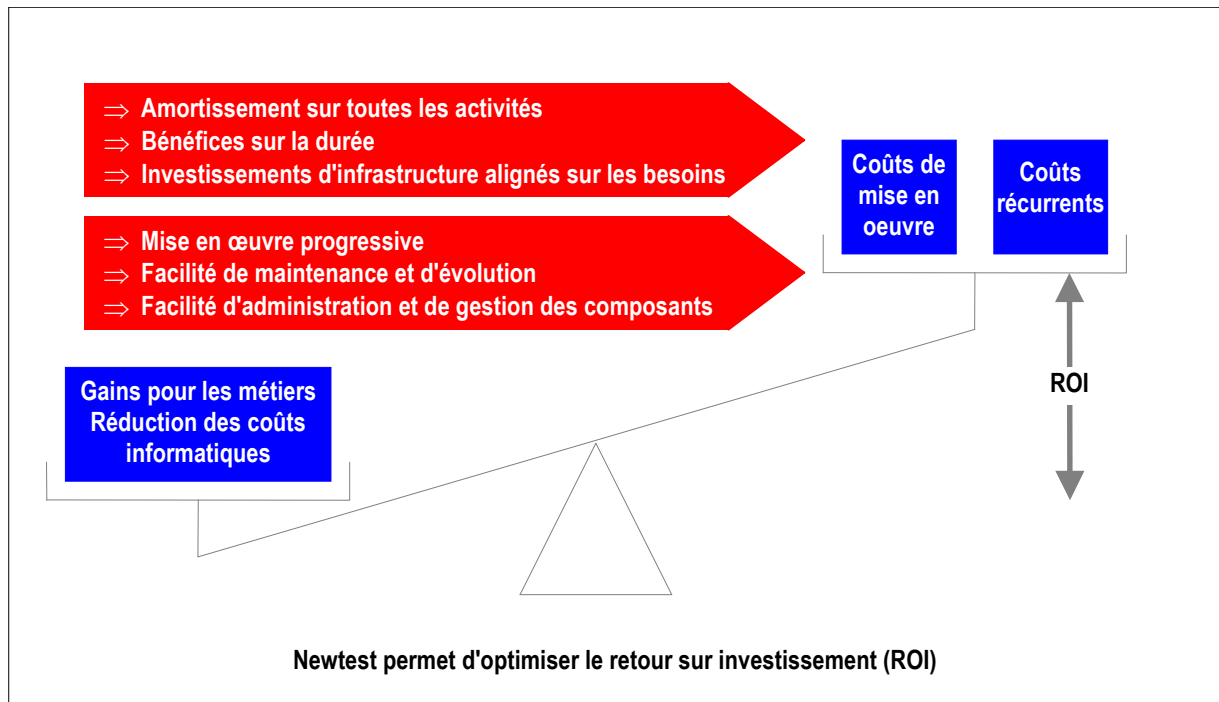 ⇒ Amortissement sur toutes les activités
⇒ Bénéfices sur la durée
⇒ Investissements d'infrastructure alignés sur les besoins
⇒ Mise en œuvre progressive
⇒ Facilité de maintenance et d'évolution
⇒ Facilité d'administration et de gestion des composants
Coûts de
mise en
oeuvre
Coûts
récurrents
Gains pour les métiers
Réduction des coûts
informatiques
ROI
Newtest permet d'optimiser le retour sur investissement (ROI)